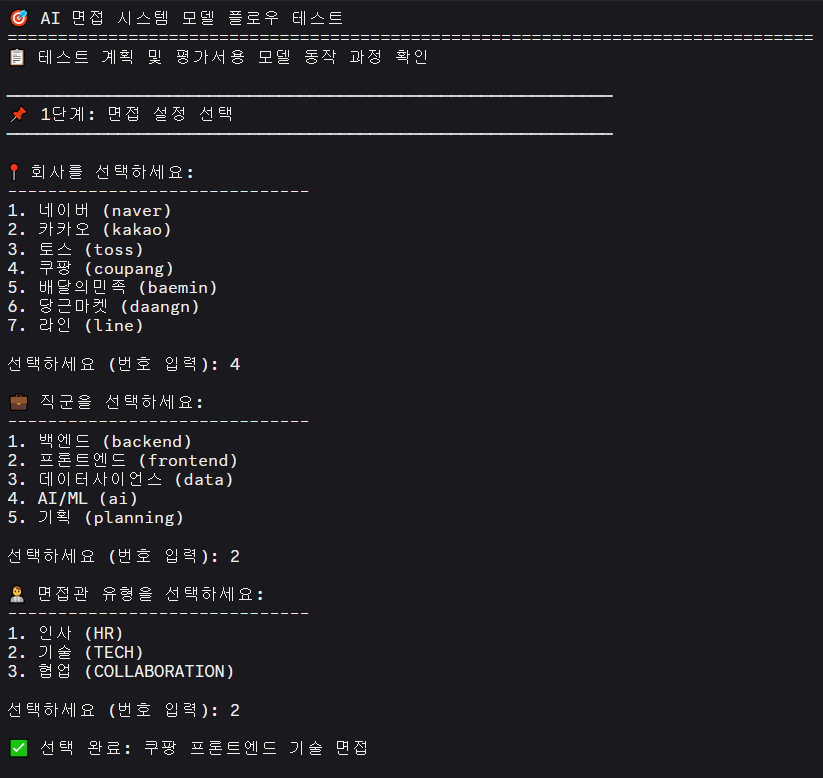 🎯 AI 면접 시스템 모델 플로우 테스트
================================================================================
📋 테스트 계획 및 평가서용 모델 동작 과정 확인
────────────────────────────────────────────────────────────
📌 1단계: 면접 설정 선택
────────────────────────────────────────────────────────────
📍 회사를 선택하세요:
------------------------------
1. 네이버 (naver)
2. 카카오 (kakao)
3. 토스 (toss)
4. 쿠팡 (coupang)
5. 배달의민족 (baemin)
6. 당근마켓 (daangn)
7. 라인 (line)
선택하세요 (번호 입력): 4
💼 직군을 선택하세요:
------------------------------
1. 백엔드 (backend)
2. 프론트엔드 (frontend)
3. 데이터사이언스 (data)
4. AI/ML (ai)
5. 기획 (planning)
선택하세요 (번호 입력): 2
👨‍💼 면접관 유형을 선택하세요:
------------------------------
1. 인사 (HR)
2. 기술 (TECH)
3. 협업 (COLLABORATION)
선택하세요 (번호 입력): 2
✅ 선택 완료: 쿠팡 프론트엔드 기술 면접